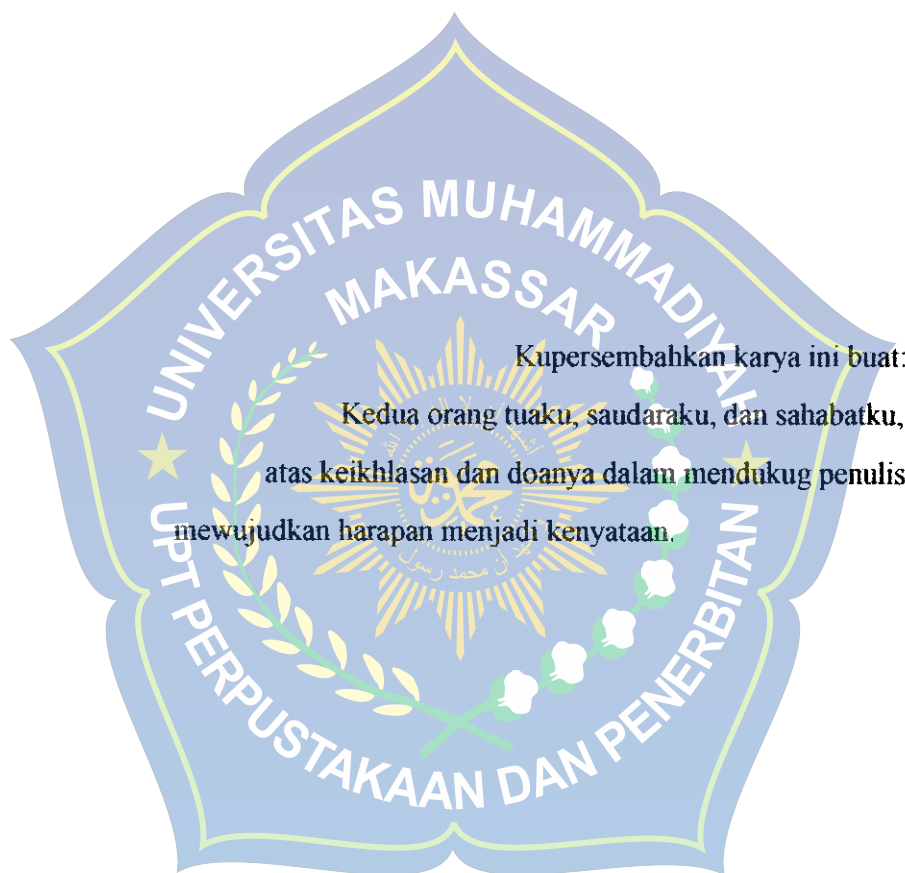 UNIVERSITAS MUHAMMADIYAH
MAKASSAR
Kupersembahkan karya ini buat:
Kedua orang tuaku, saudaraku, dan sahabatku,
atas keikhlasan dan doanya dalam mendukug penulis
mewujudkan harapan menjadi kenyataan.
محمد
UPT PERPUSTAKAAN DAN PENERBITAN